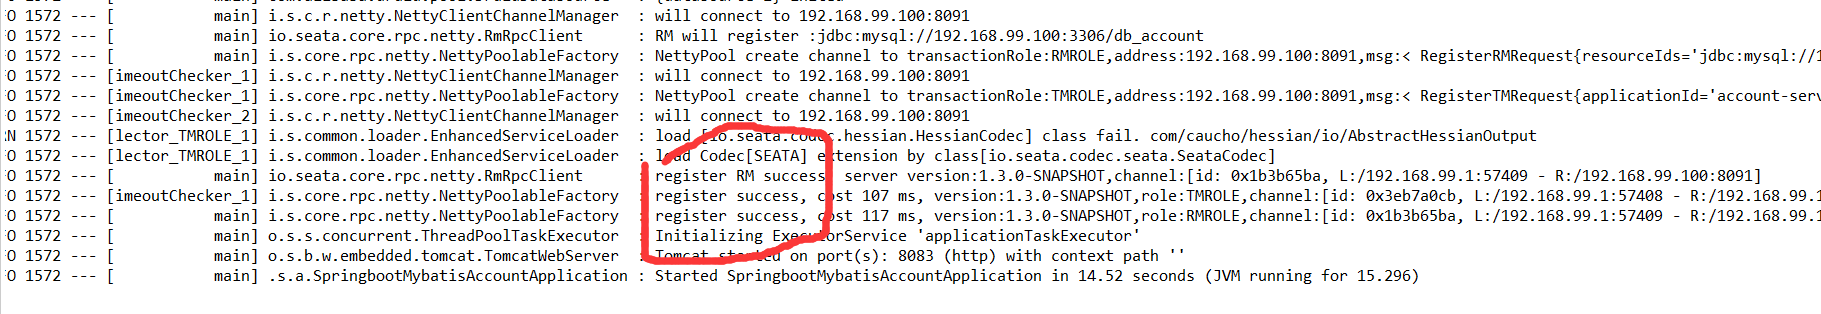 O 1572 --- [           main] i.s.c.r.netty.NettyClientChannelManager  : will connect to 192.168.99.100:8091
O 1572 --- [           main] io.seata.core.rpc.netty.RmRpcClient      : RM will register :jdbc:mysql://192.168.99.100:3306/db_account
O 1572 --- [           main] i.s.core.rpc.netty.NettyPoolableFactory  : NettyPool create channel to transactionRole:RMROLE,address:192.168.99.100:8091,msg:< RegisterRMRequest{resourceIds='jdbc:mysql://1
O 1572 --- [imeoutChecker_1] i.s.c.r.netty.NettyClientChannelManager  : will connect to 192.168.99.100:8091
O 1572 --- [imeoutChecker_1] i.s.core.rpc.netty.NettyPoolableFactory  : NettyPool create channel to transactionRole:TMROLE,address:192.168.99.100:8091,msg:< RegisterTMRequest{applicationId='account-serv
O 1572 --- [imeoutChecker_2] i.s.c.r.netty.NettyClientChannelManager  : will connect to 192.168.99.100:8091
RN 1572 --- [lector_TMROLE_1] i.s.common.loader.EnhancedServiceLoader  : load [io.seata.codec.hessian.HessianCodec] class fail. com/caucho/hessian/io/AbstractHessianOutput
O 1572 --- [lector_TMROLE_1] i.s.common.loader.EnhancedServiceLoader  : load Codec[SEATA] extension by class[io.seata.codec.seata.SeataCodec]
O 1572 --- [           main] io.seata.core.rpc.netty.RmRpcClient      : register RM success, server version:1.3.0-SNAPSHOT,channel:[id: 0x1b3b65ba, L:/192.168.99.1:57409 - R:/192.168.99.100:8091]
O 1572 --- [imeoutChecker_1] i.s.core.rpc.netty.NettyPoolableFactory  : register success, cost 107 ms, version:1.3.0-SNAPSHOT,role:TMROLE,channel:[id: 0x3eb7a0cb, L:/192.168.99.1:57408 - R:/192.168.99
O 1572 --- [           main] i.s.core.rpc.netty.NettyPoolableFactory  : register success, cost 117 ms, version:1.3.0-SNAPSHOT,role:RMROLE,channel:[id: 0x1b3b65ba, L:/192.168.99.1:57409 - R:/192.168.99
O 1572 --- [           main] o.s.s.concurrent.ThreadPoolTaskExecutor  : Initializing ExecutorService 'applicationTaskExecutor'
O 1572 --- [           main] o.s.b.w.embedded.tomcat.TomcatWebServer  : Tomcat started on port(s): 8083 (http) with context path ''
O 1572 --- [           main] .s.a.SpringbootMybatisAccountApplication : Started SpringbootMybatisAccountApplication in 14.52 seconds (JVM running for 15.296)